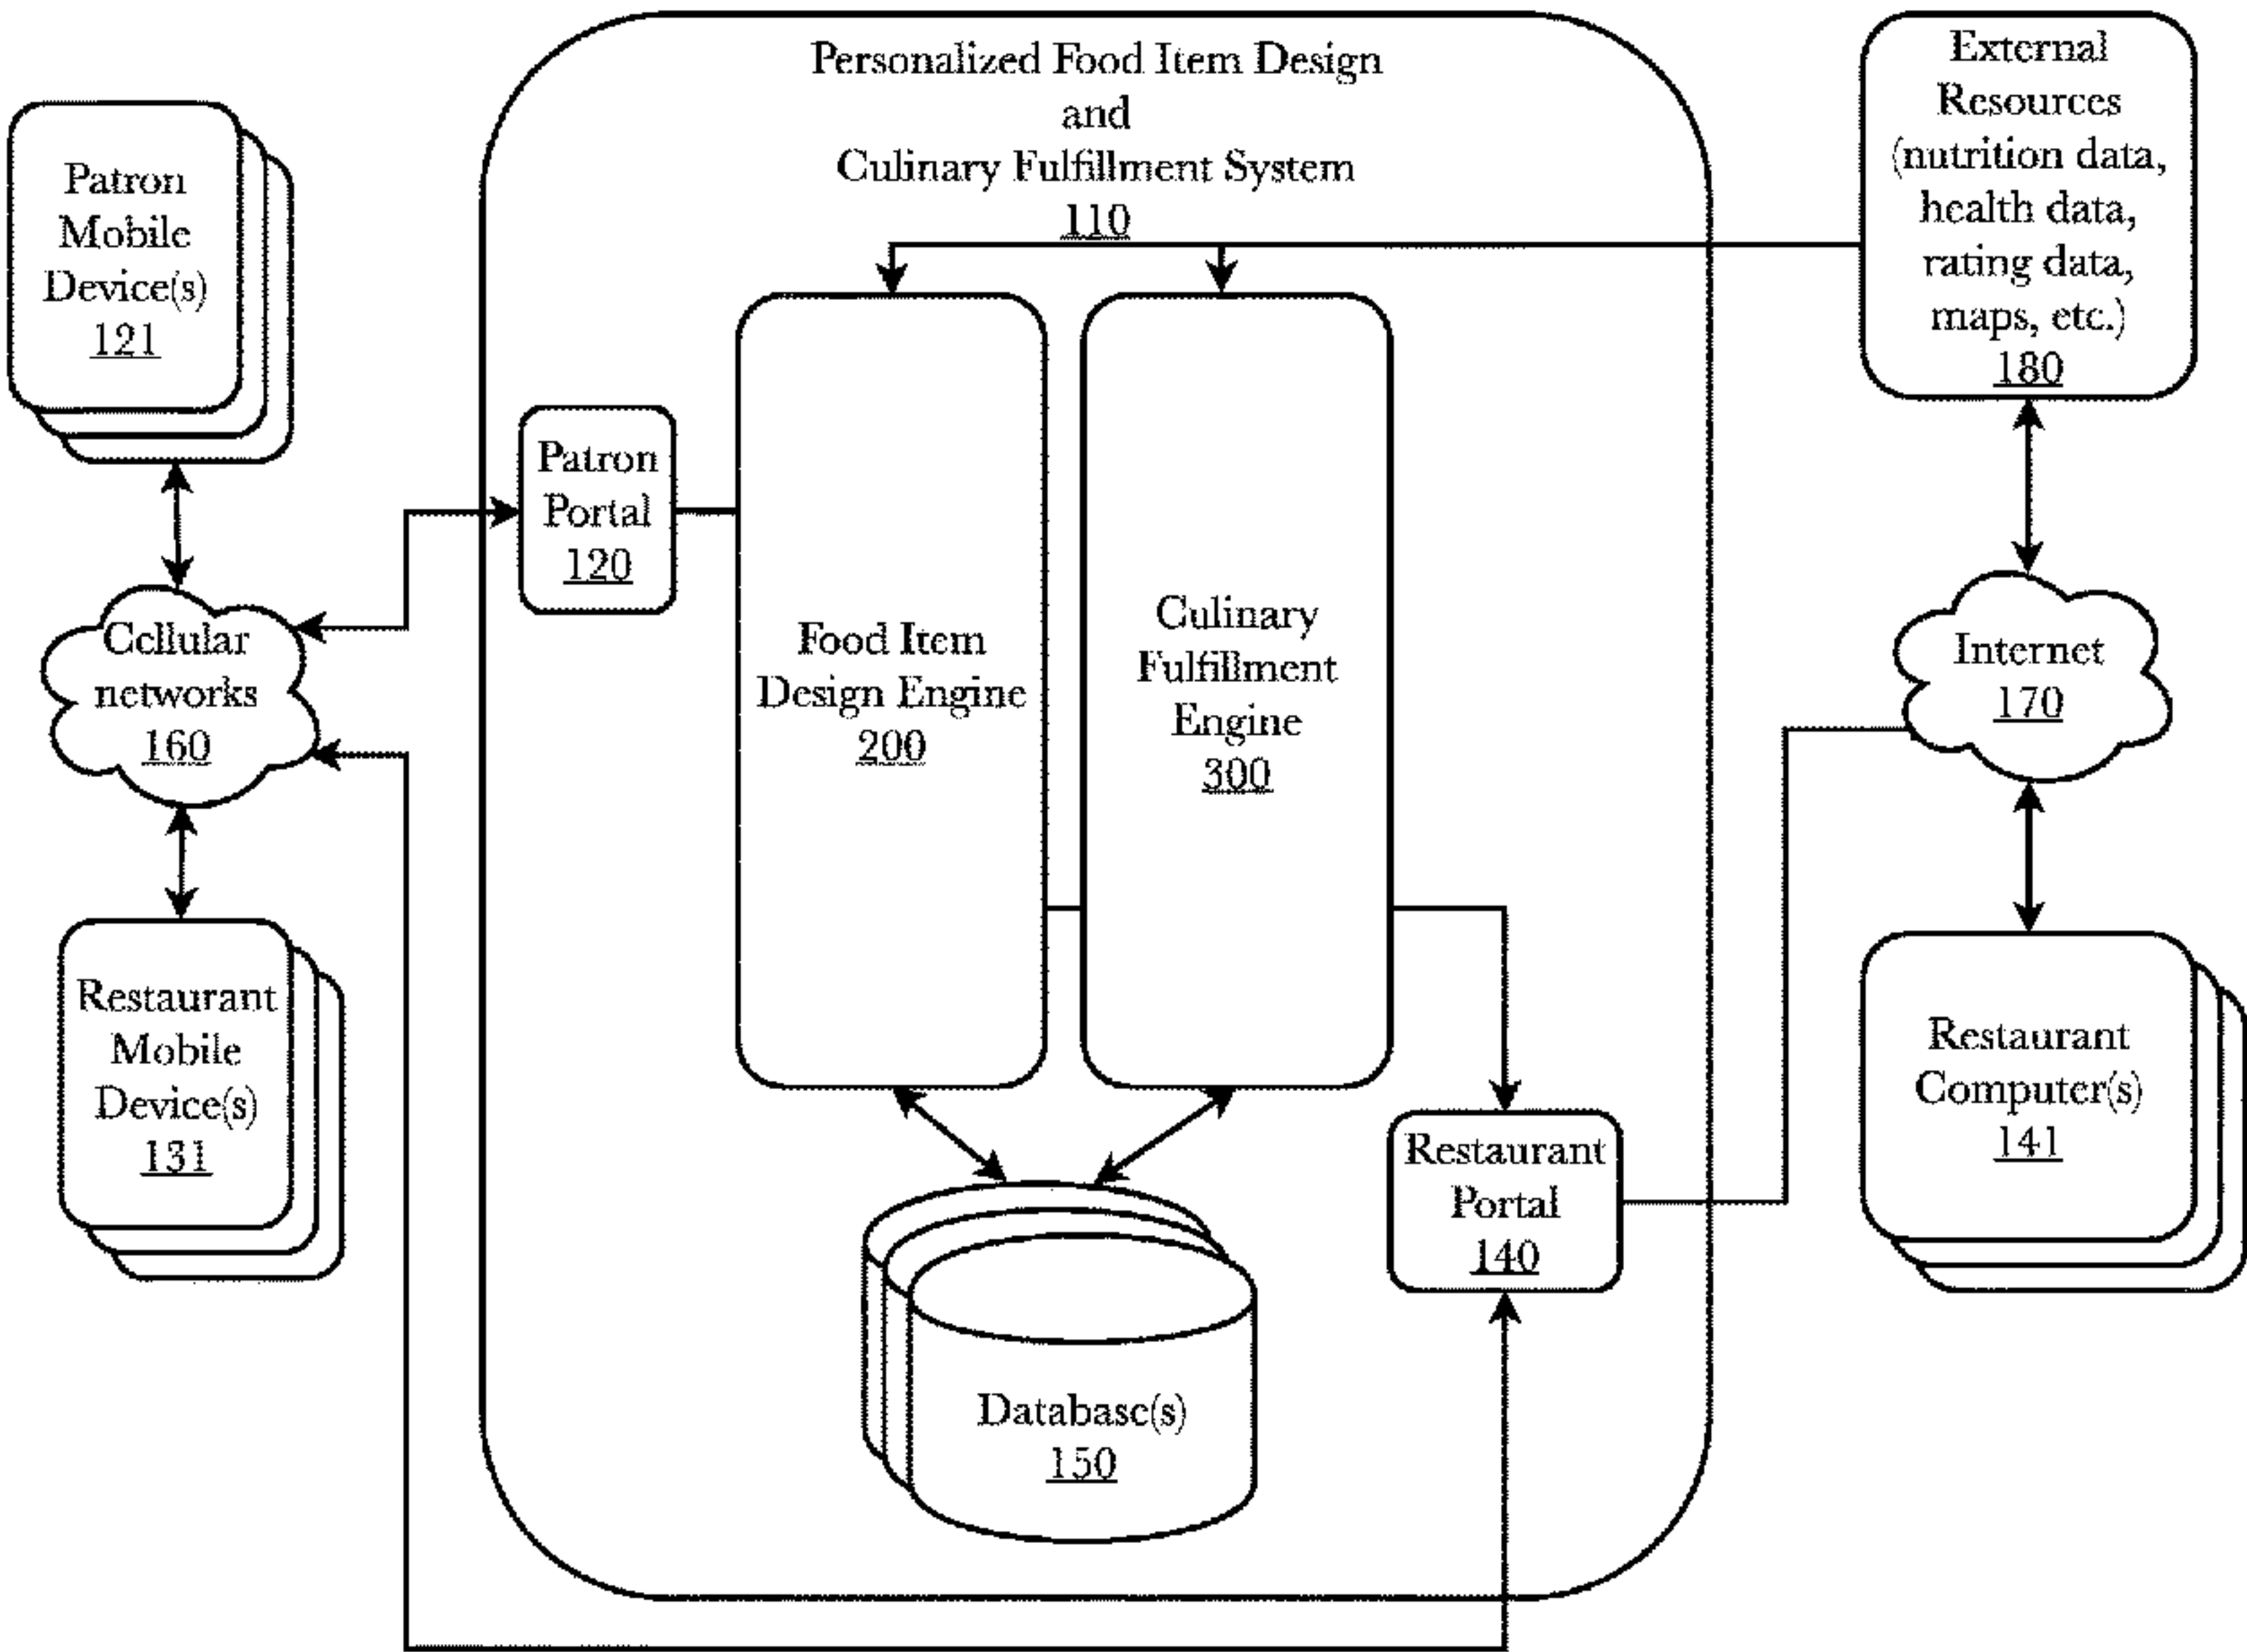 Personalized Food Item Design
and
Culinary Fulfillment System
110
Patron
Mobile
Device(s)
121
External
Resources
(nutrition data,
health data,
rating data,
maps, etc.)
180
Patron
Portal
120
Cellular
networks
160
Food Item
Design Engine
200
Culinary
Fulfillment
Engine
300
Internet
170
Restaurant
Mobile
Device(s)
131
Restaurant
Portal
140
Restaurant
Computer(s)
141
Database(s)
150